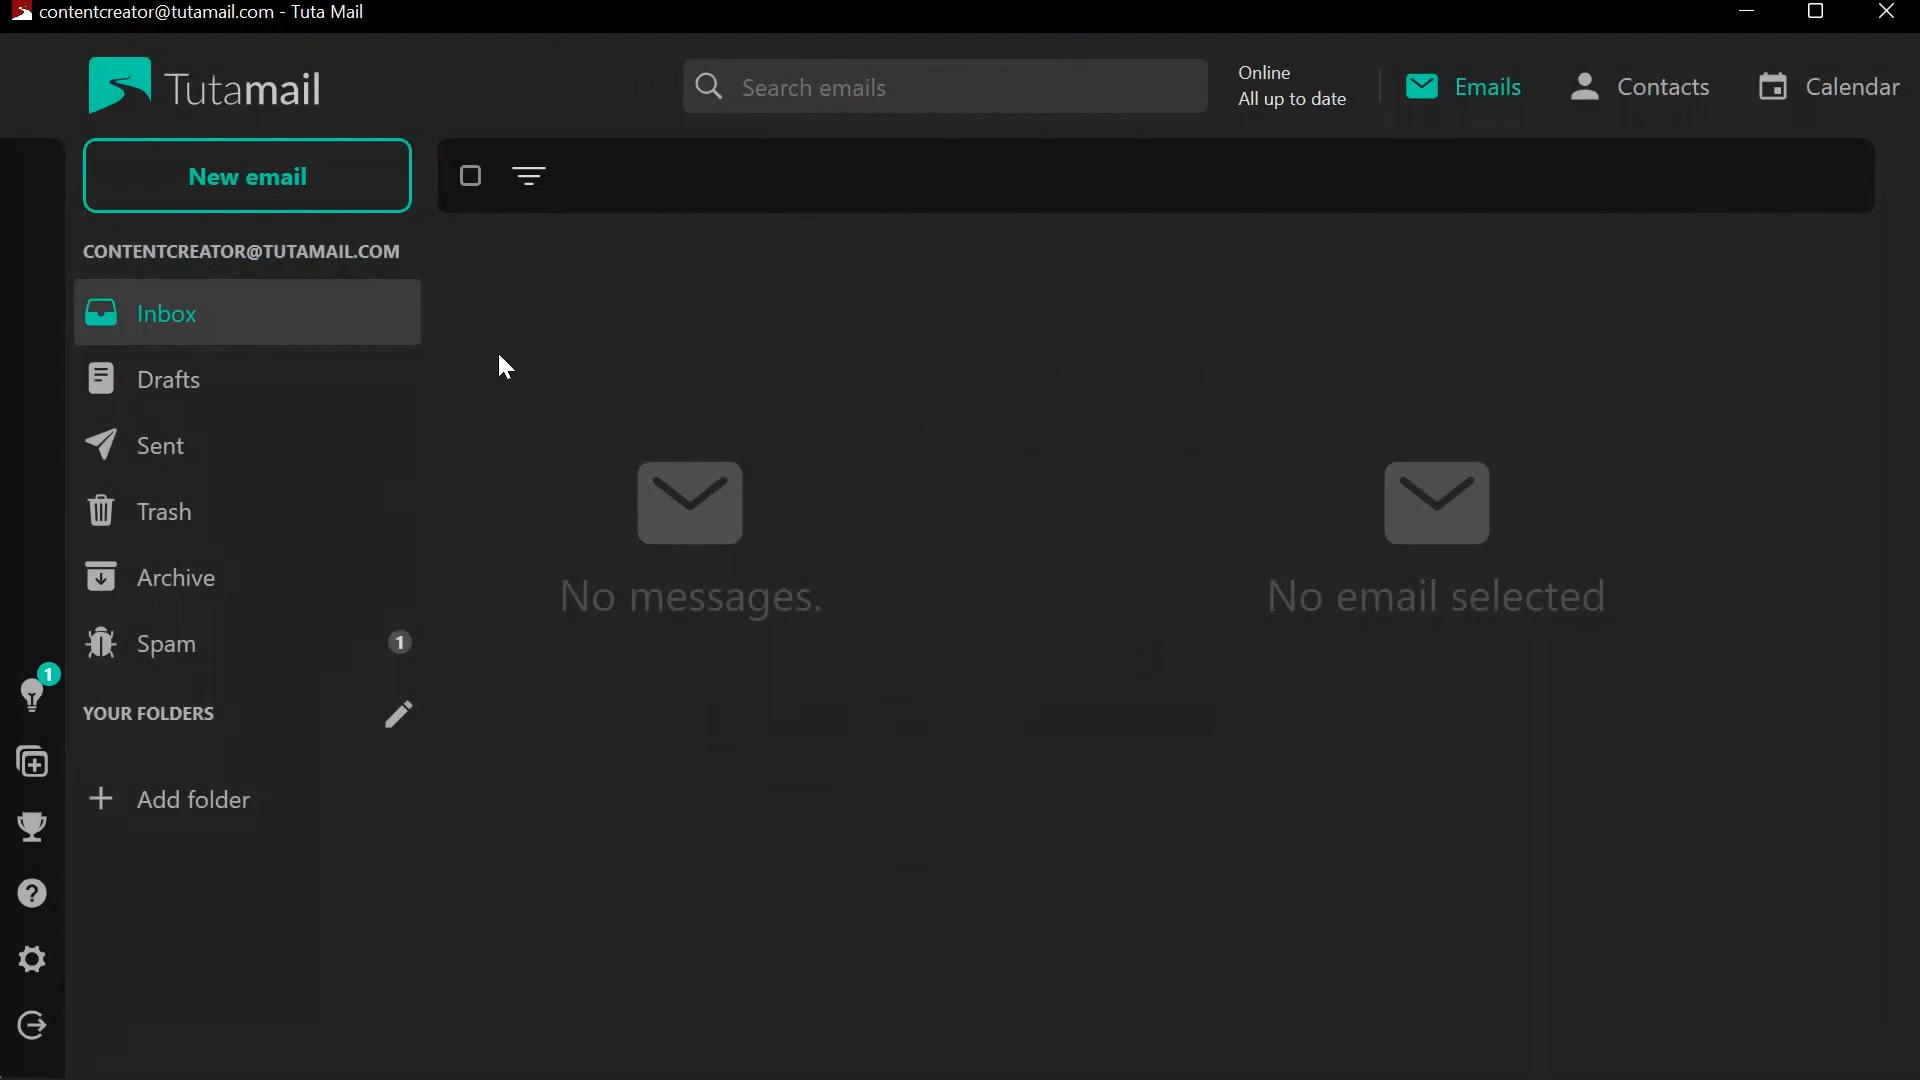 contentcreator@tutamail.com - Tuta Mail
Tutamail
Search emails
Online
All up to date
Emails
Contacts
Calendar
New email
CONTENTCREATOR@TUTAMAIL.COM
Inbox
Drafts
Sent
Trash
Archive
Spam
1
1
YOUR FOLDERS
Add folder
No messages.
No email selected